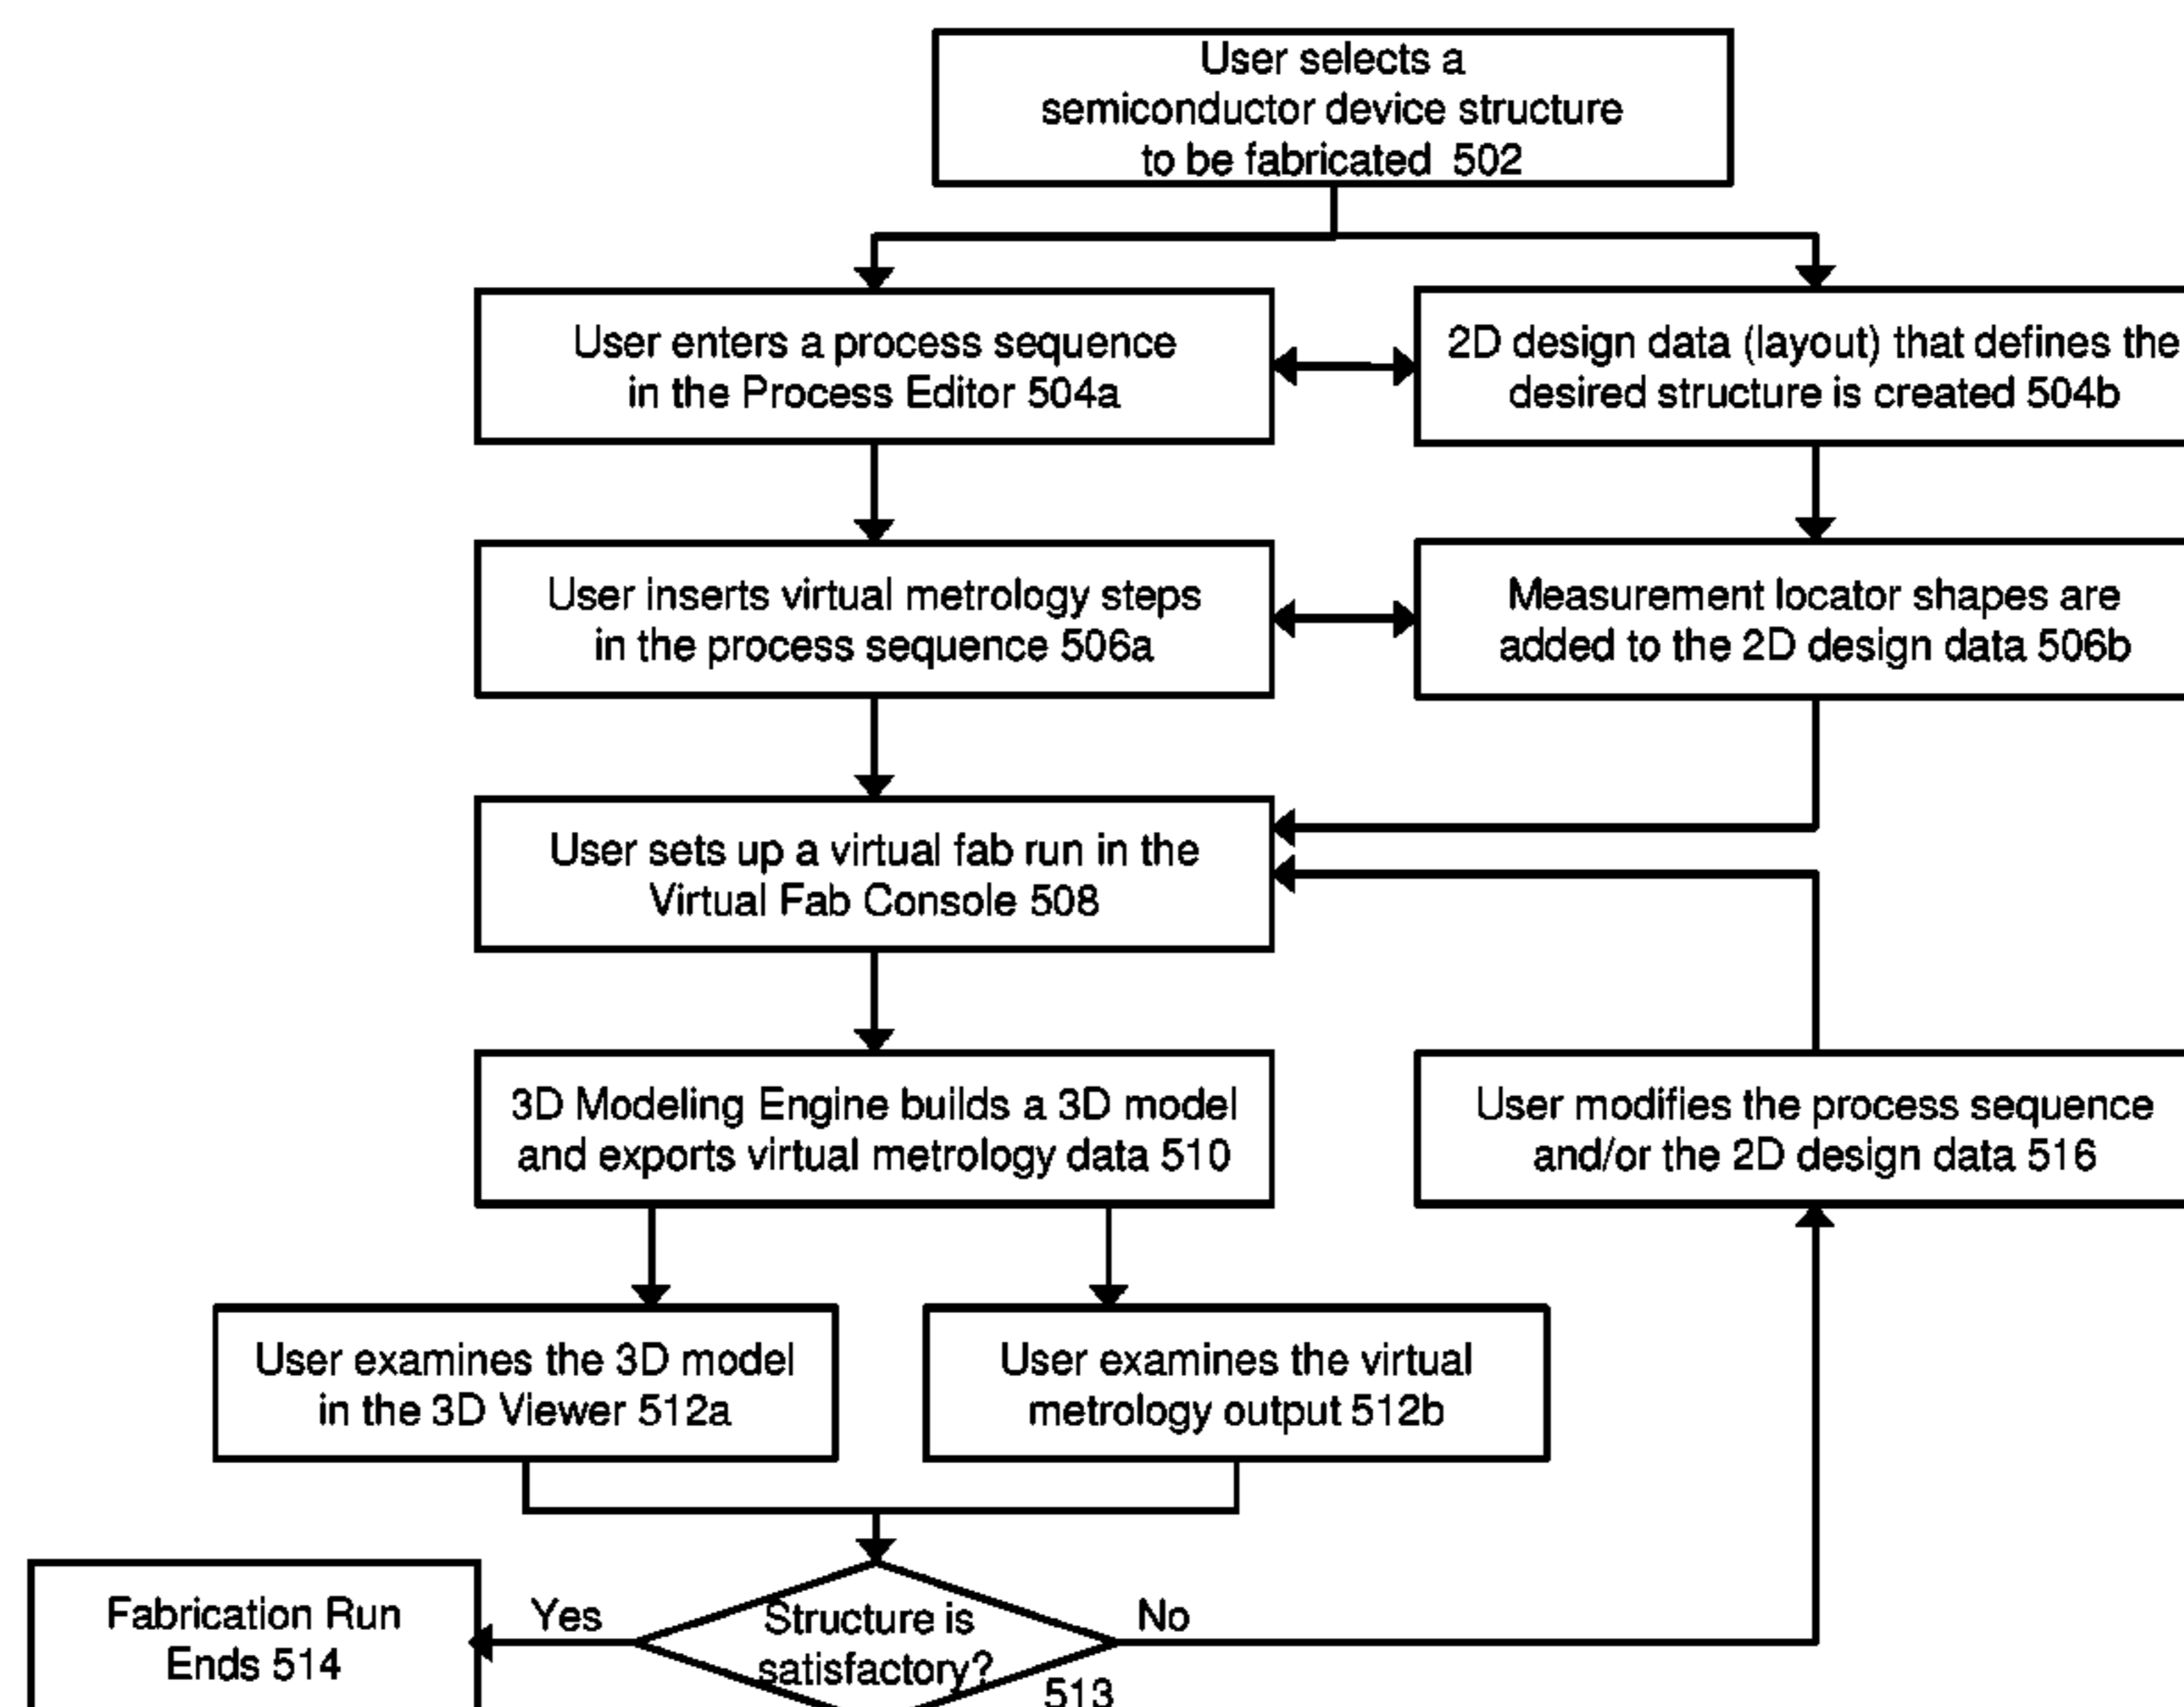 User selects a
semiconductor device structure
to be fabricated 502
User enters a process sequence
in the Process Editor 504a
2D design data (layout) that defines the
desired structure is created 504b
User inserts virtual metrology steps
in the process sequence 506a
Measurement locator shapes are
added to the 2D design data 506b
User sets up a virtual fab run in the
Virtual Fab Console 508
3D Modeling Engine builds a 3D model
and exports virtual metrology data 510
User modifies the process sequence
and/or the 2D design data 516
User examines the 3D model
in the 3D Viewer 512a
User examines the virtual
metrology output 512b
Fabrication Run
Ends 514
Yes
Structure is
satisfactory?
No
513